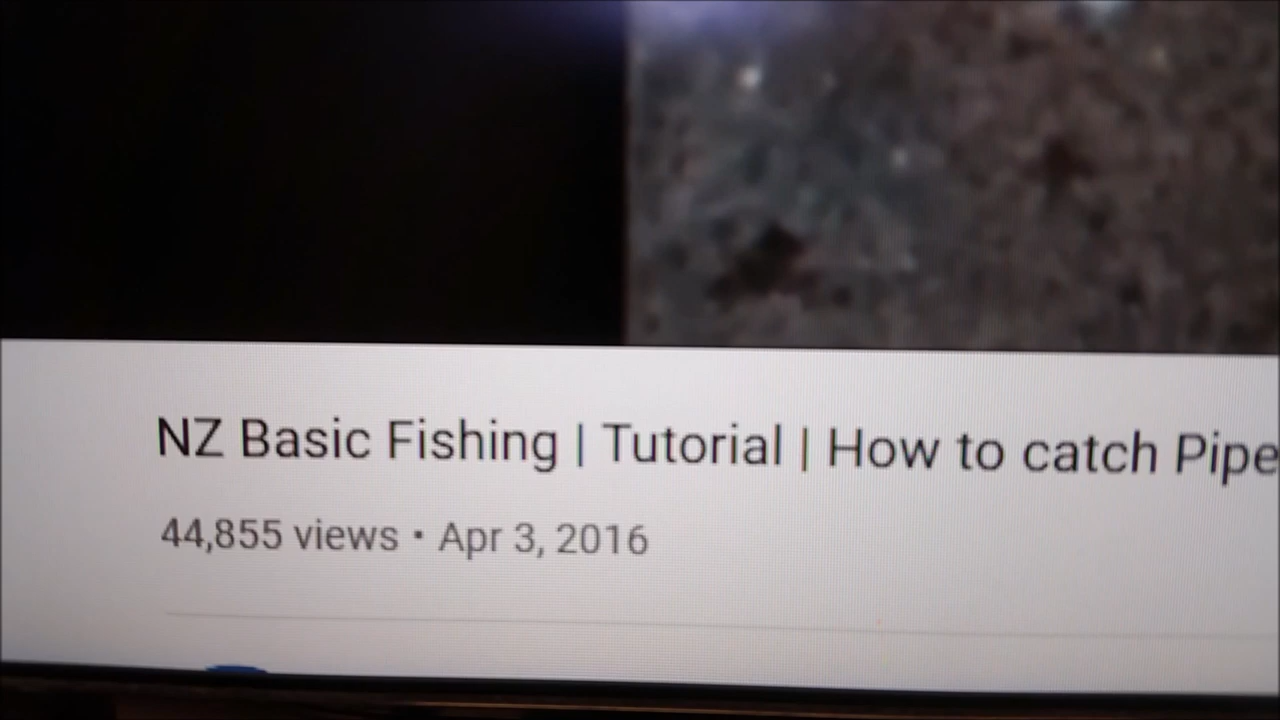 NZ Basic Fishing | Tutorial | How to catch Pipe
44,855 views • Apr 3, 2016